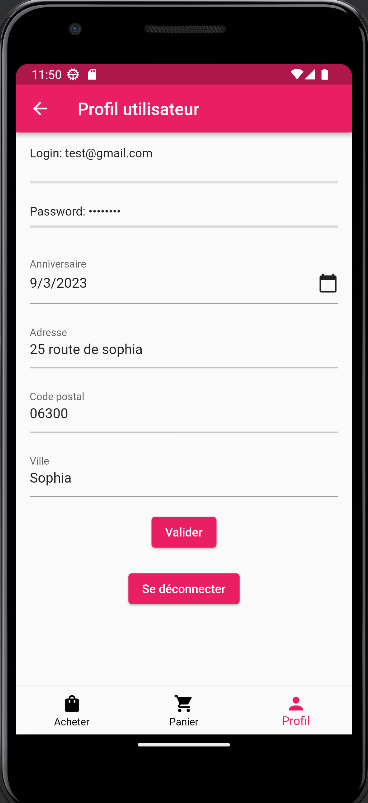 11:50
Profil utilisateur
Login: test@gmail.com
Password: ••••••••
Anniversaire
9/3/2023
Adresse
25 route de sophia
Code postal
06300
Ville
Sophia
Valider
Se déconnecter
Acheter Panier Profil